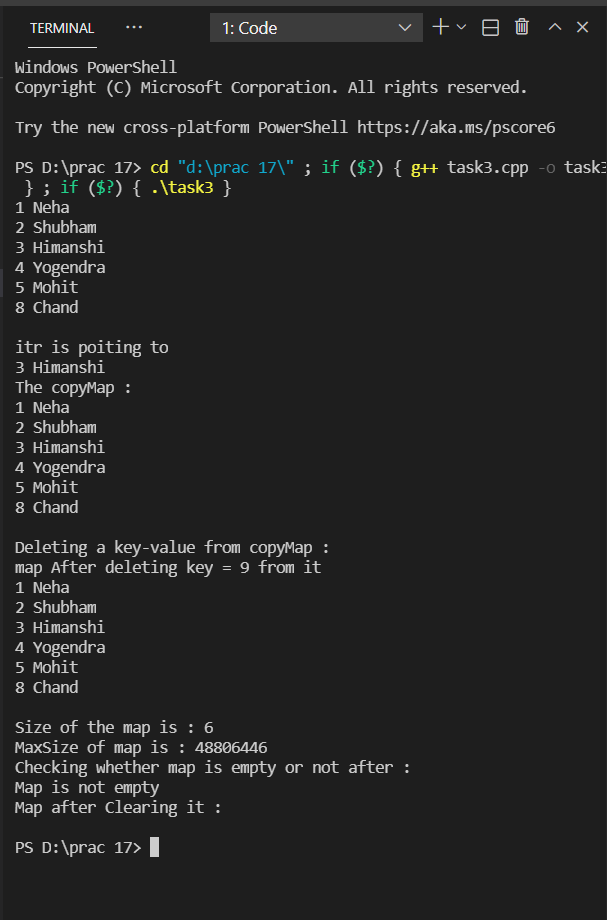 TERMINAL ... 1: Code
Windows PowerShell
Copyright (C) Microsoft Corporation. All rights reserved.
Try the new cross-platform PowerShell https://aka.ms/pscore6
PS D:\prac 17> cd "d:\prac 17\" ; if ($?) { g++ task3.cpp -o task3
} ; if ($?) { .\task3 }
1 Neha
2 Shubham
3 Himanshi
4 Yogendra
5 Mohit
8 Chand
itr is poiting to
3 Himanshi
The copyMap :
1 Neha
2 Shubham
3 Himanshi
4 Yogendra
5 Mohit
8 Chand
Deleting a key-value from copyMap :
map After deleting key = 9 from it
1 Neha
2 Shubham
3 Himanshi
4 Yogendra
5 Mohit
8 Chand
Size of the map is : 6
MaxSize of map is : 48806446
Checking whether map is empty or not after :
Map is not empty
Map after Clearing it :
PS D:\prac 17>